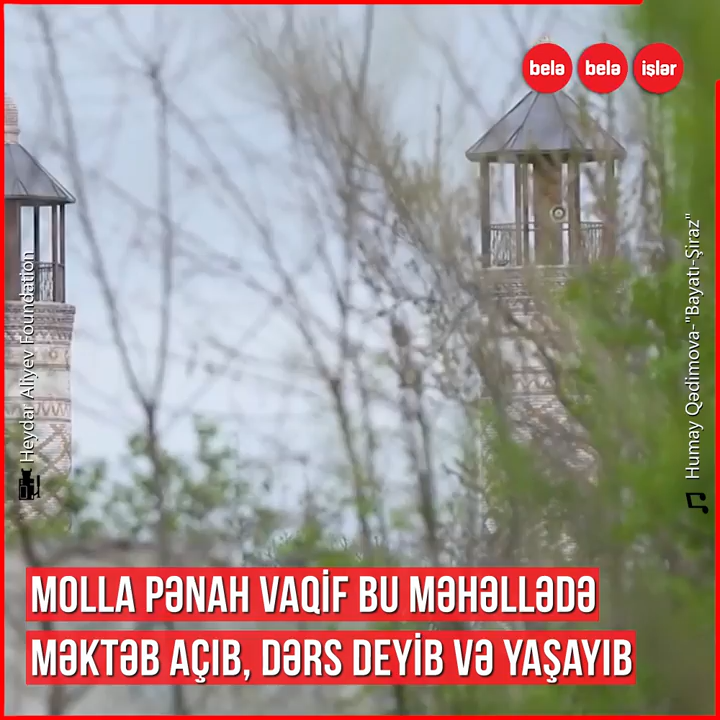 belə belə işlər
Heydar Aliyev Foundation
Humay Qədimova-"Bayatı-Şiraz"
MOLLA PƏNAH VAQİF BU MƏHƏLLƏDƏ
MƏKTƏB AÇIB, DƏRS DEYİB VƏ YAŞAYIB